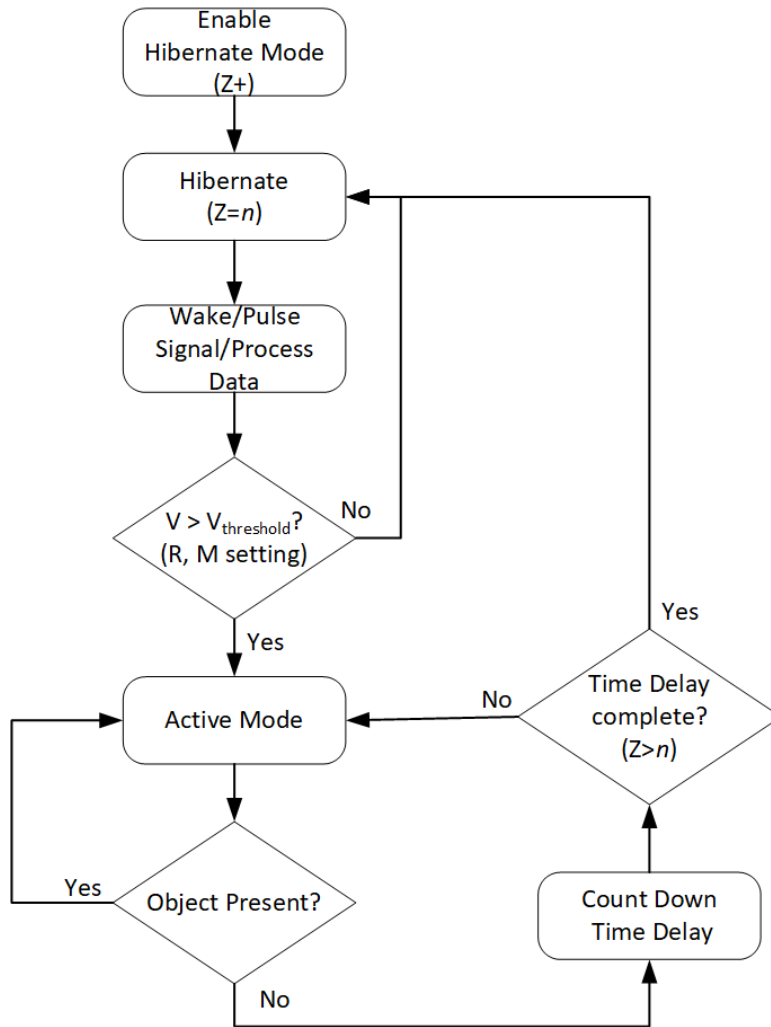 Enable
Hibernate Mode
(Z+)
Hibernate
(Z=n)
Wake/Pulse
Signal/Process
Data
V > Vthreshold?
(R, M setting)
No
Yes
Active Mode
No
Time Delay
complete?
(Z>n)
Yes
Yes
Object Present?
No
Count Down
Time Delay